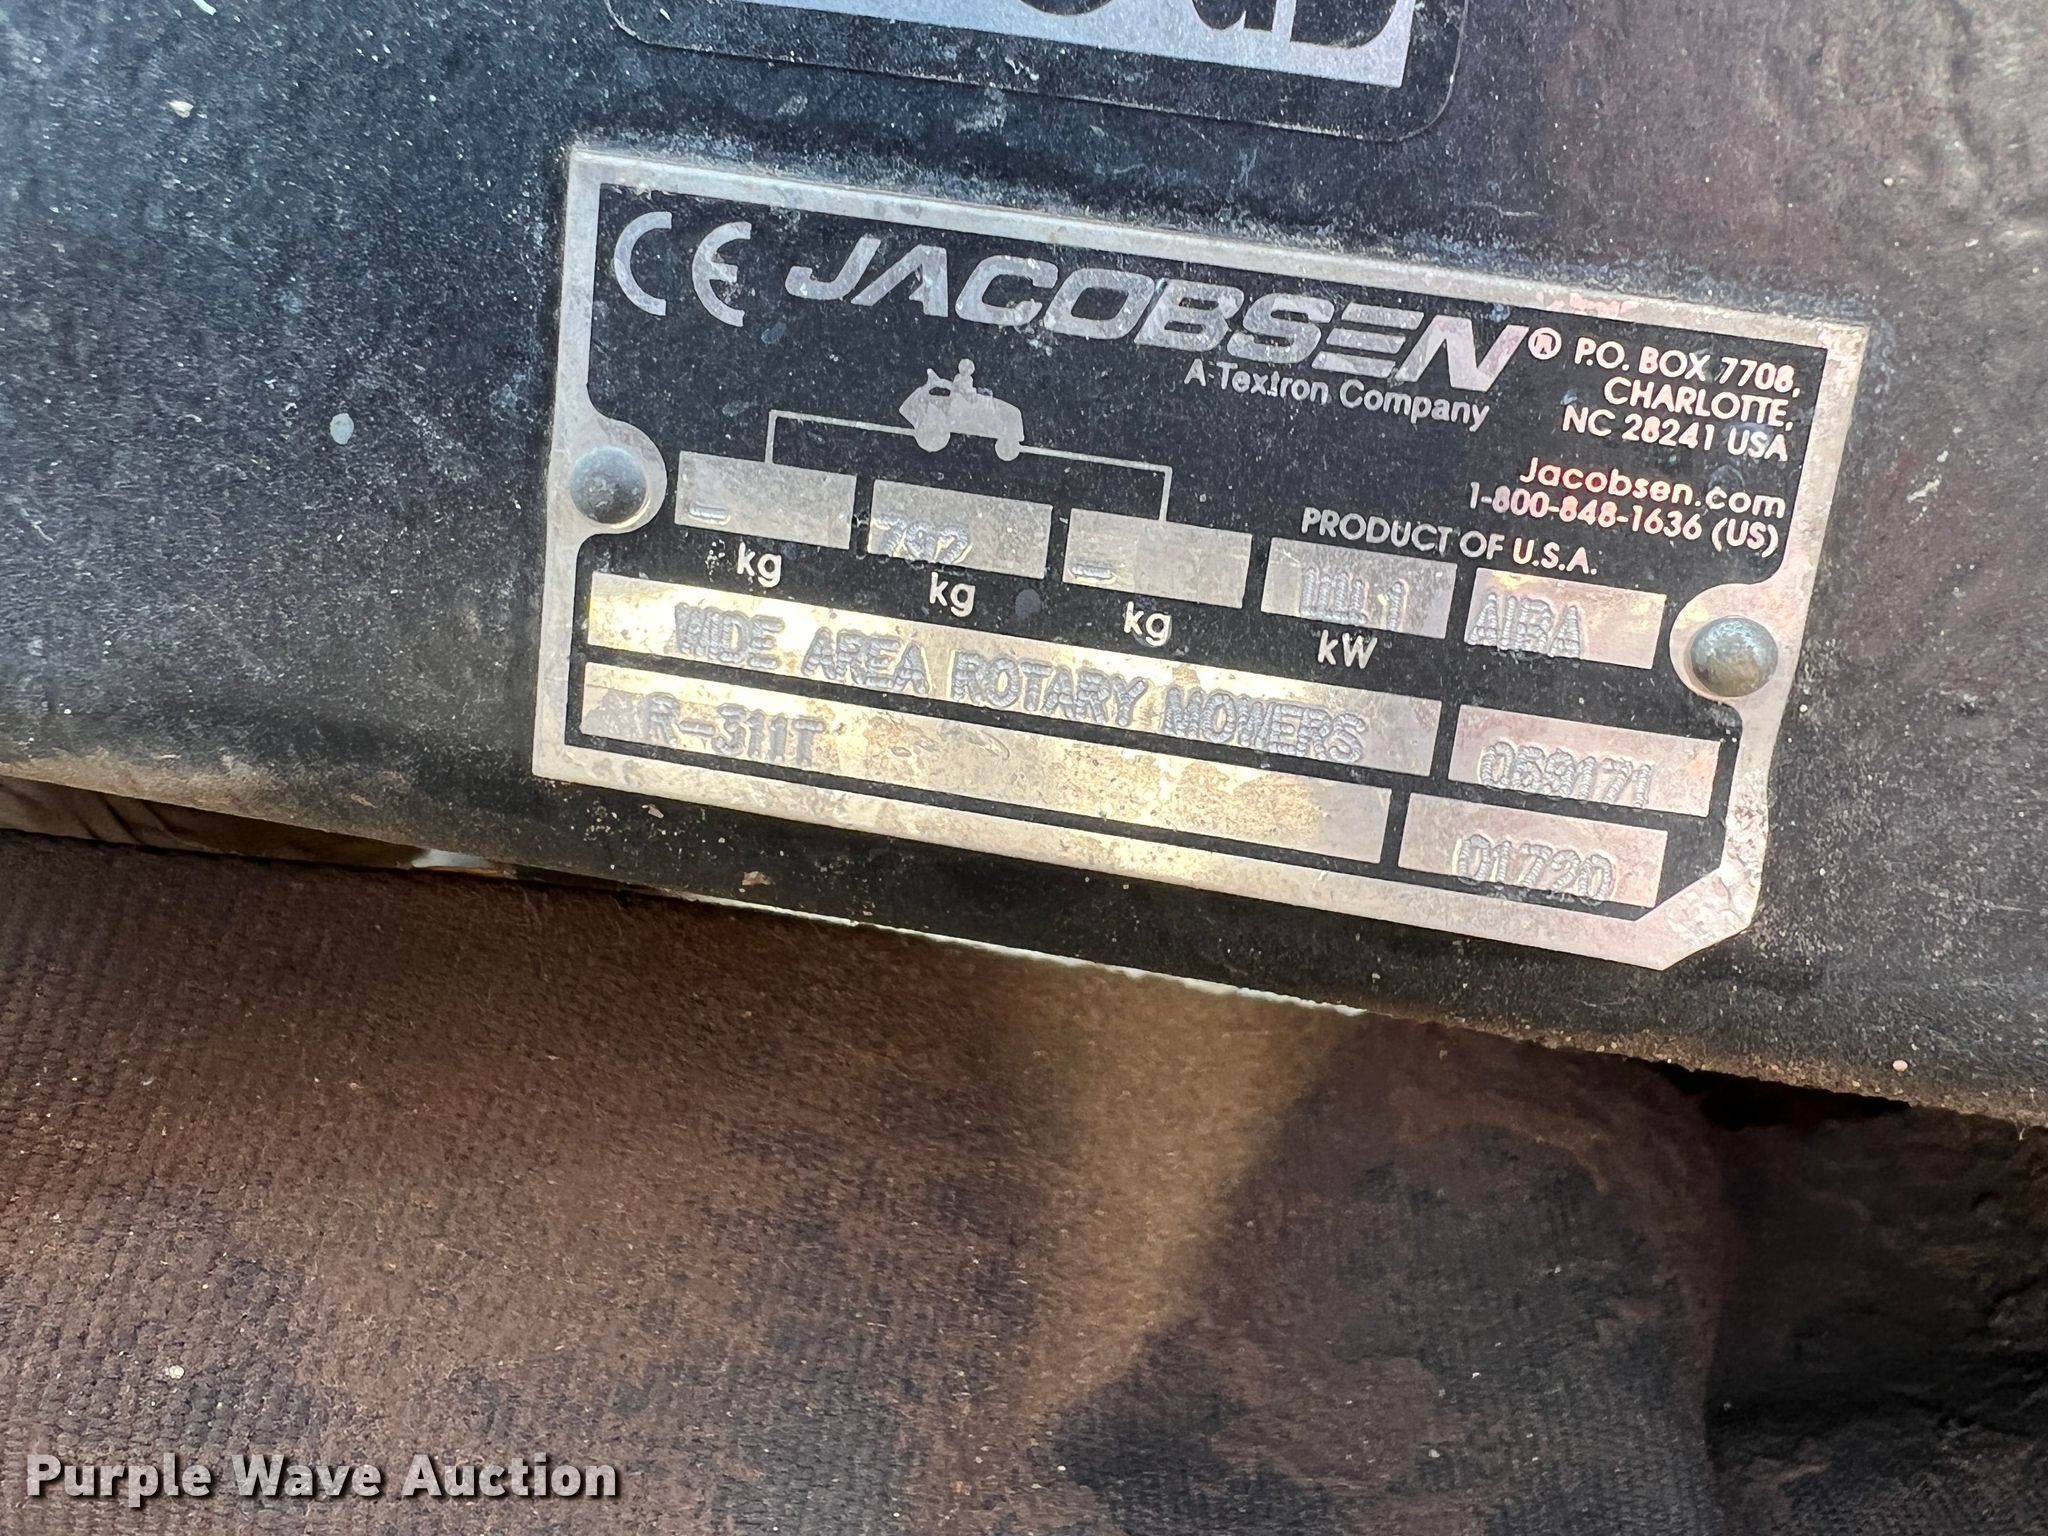 CE JACOBSEN®
A Textron Company
P.O. BOX 7708,
CHARLOTTE,
NC 28241 USA
Jacobsen.com
1-800-848-1636 (US)
PRODUCT OF U.S.A.
- 792 - AIBA
kg kg kg kW
WIDE AREA ROTARY MOWERS 069171
R-311T 01720
Purple Wave Auction